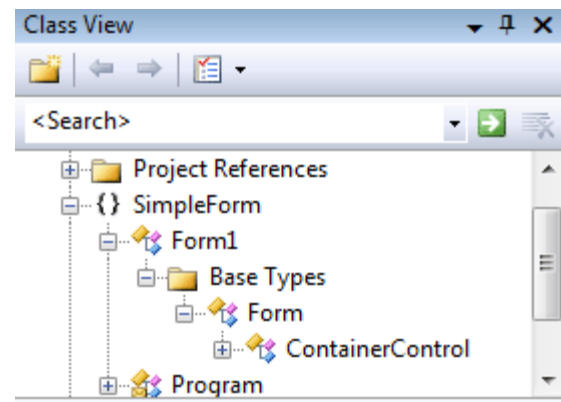 Class View
<Search>
Project References
{} SimpleForm
Form1
Base Types
Form
ContainerControl
Program